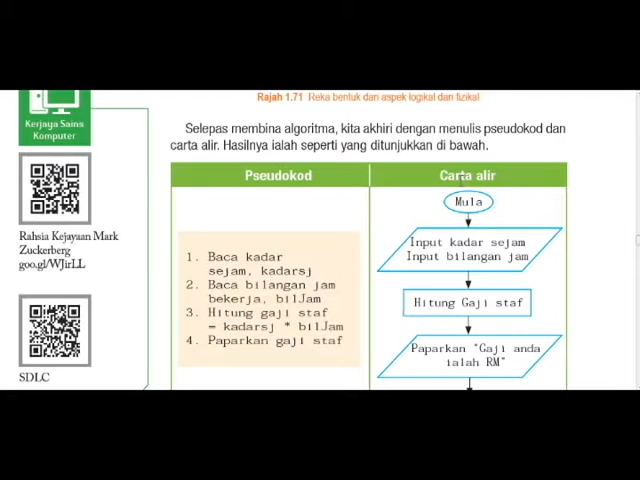 Rajah 1.71 Reka bentuk dan aspek logikal dan fizikal
Kerjaya Sains
Komputer
Selepas membina algoritma, kita akhiri dengan menulis pseudokod dan
carta alir. Hasilnya ialah seperti yang ditunjukkan di bawah.
Rahsia Kejayaan Mark
Zuckerberg
goo.gl/WJirLL
SDLC
Pseudokod
1. Baca kadar
sejam, kadarsj
2. Baca bilangan jam
bekerja, bilJam
3. Hitung gaji staf
= kadarsj * bilJam
4. Paparkan gaji staf
Carta alir
Mula
Input kadar sejam
Input bilangan jam
Hitung Gaji staf
Paparkan "Gaji anda
ialah RM"